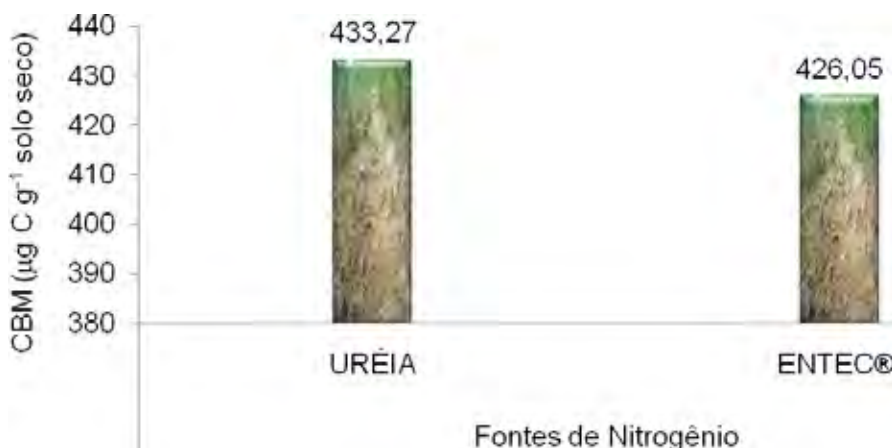 CBM (µg C g⁻¹ solo seco)
440
430
420
410
400
390
380
433,27
426,05
URÉIA
ENTEC®
Fontes de Nitrogênio